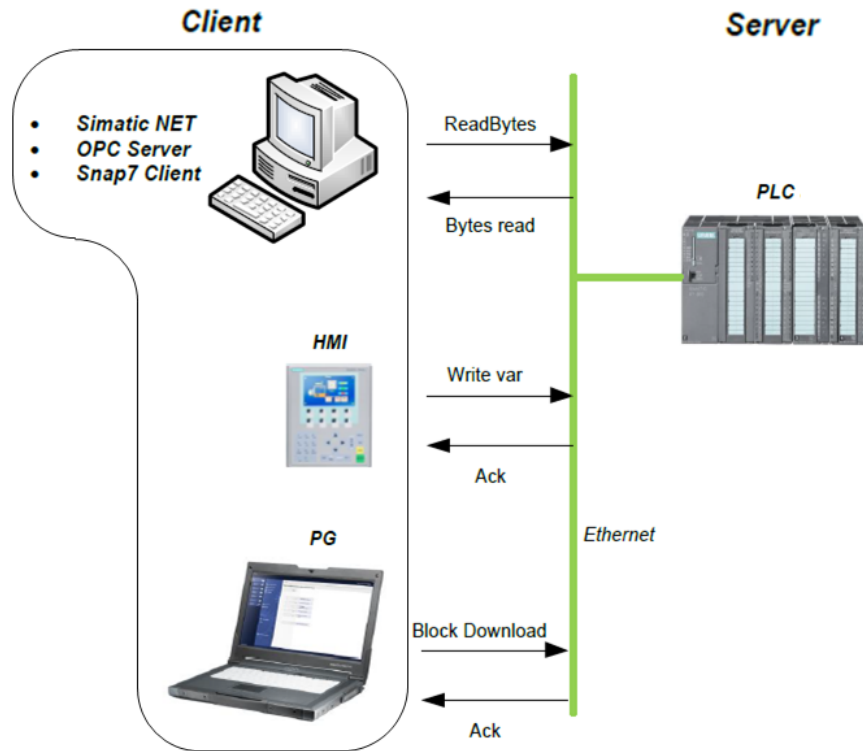 Client
Server
• Simatic NET
• OPC Server
• Snap7 Client
ReadBytes
Bytes read
PLC
HMI
Write var
Ack
Ethernet
PG
Block Download
Ack